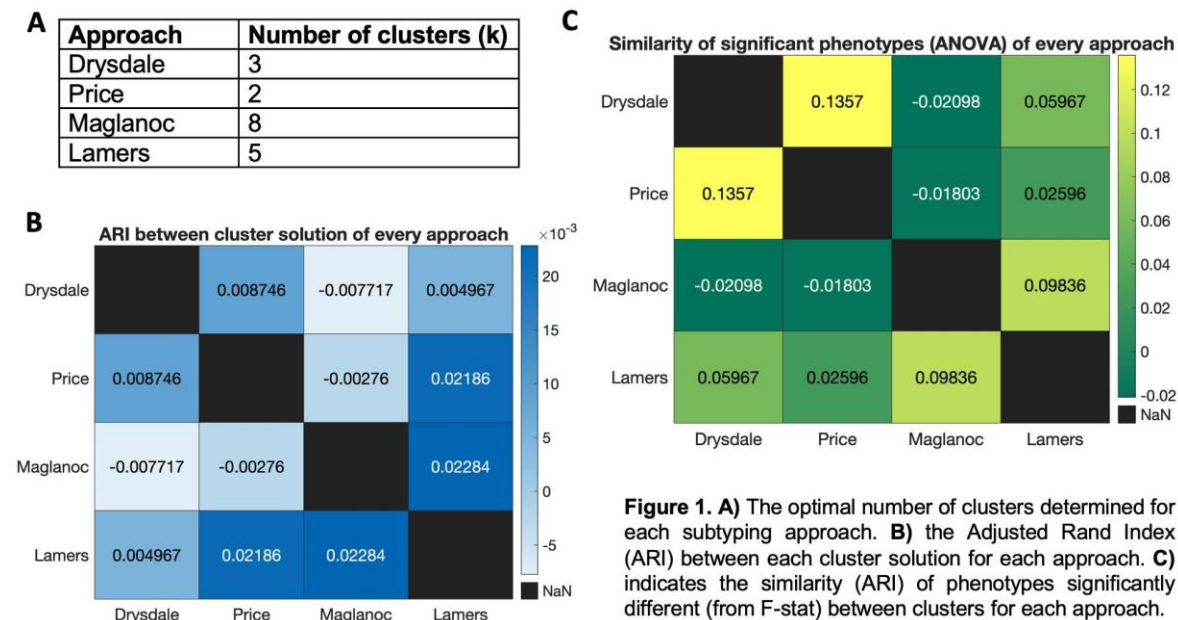 A
Approach Number of clusters (k)
Drysdale 3
Price 2
Maglanoc 8
Lamers 5
B
ARI between cluster solution of every approach
×10⁻³
Drysdale 0.008746 -0.007717 0.004967
Price 0.008746 -0.00276 0.02186
Maglanoc -0.007717 -0.00276 0.02284
Lamers 0.004967 0.02186 0.02284
Drysdale Price Maglanoc Lamers
20
15
10
5
0
-5
NaN
C
Similarity of significant phenotypes (ANOVA) of every approach
Drysdale 0.1357 -0.02098 0.05967
Price 0.1357 -0.01803 0.02596
Maglanoc -0.02098 -0.01803 0.09836
Lamers 0.05967 0.02596 0.09836
Drysdale Price Maglanoc Lamers
0.12
0.1
0.08
0.06
0.04
0.02
0
-0.02
NaN
Figure 1. A) The optimal number of clusters determined for
each subtyping approach. B) the Adjusted Rand Index
(ARI) between each cluster solution for each approach. C)
indicates the similarity (ARI) of phenotypes significantly
different (from F-stat) between clusters for each approach.